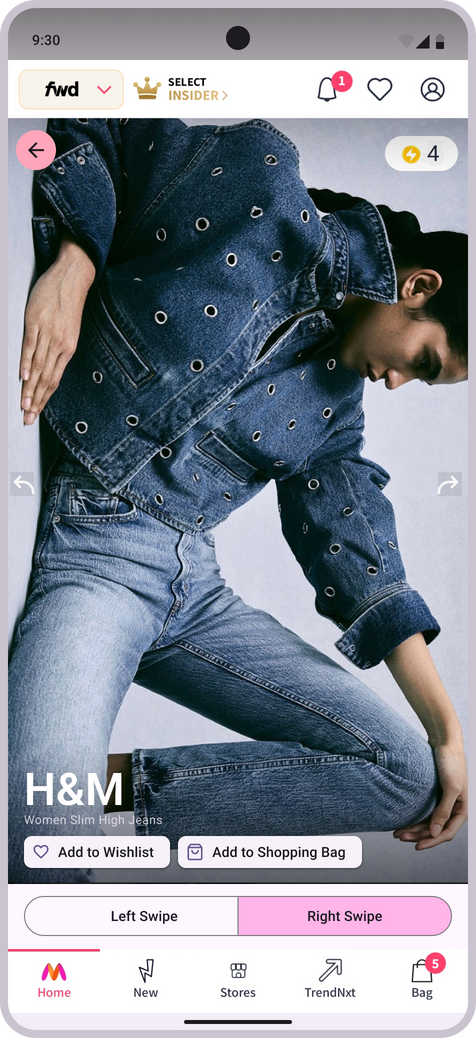 9:30
fwd
SELECT
INSIDER
1
4
H&M
Women Slim High Jeans
Add to Wishlist
Add to Shopping Bag
Left Swipe
Right Swipe
5
Home
New
Stores
TrendNxt
Bag